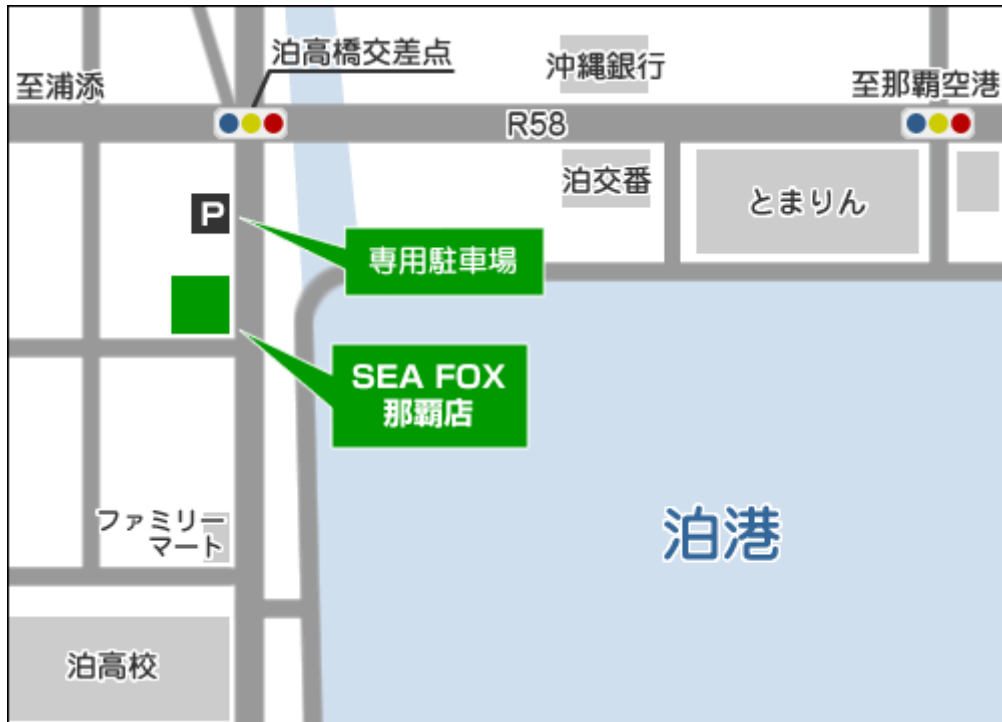 泊高橋交差点
沖縄銀行
至浦添
至那覇空港
R58
泊交番
とまりん
P
専用駐車場
SEA FOX
那覇店
ファミリー
マート
泊港
泊高校